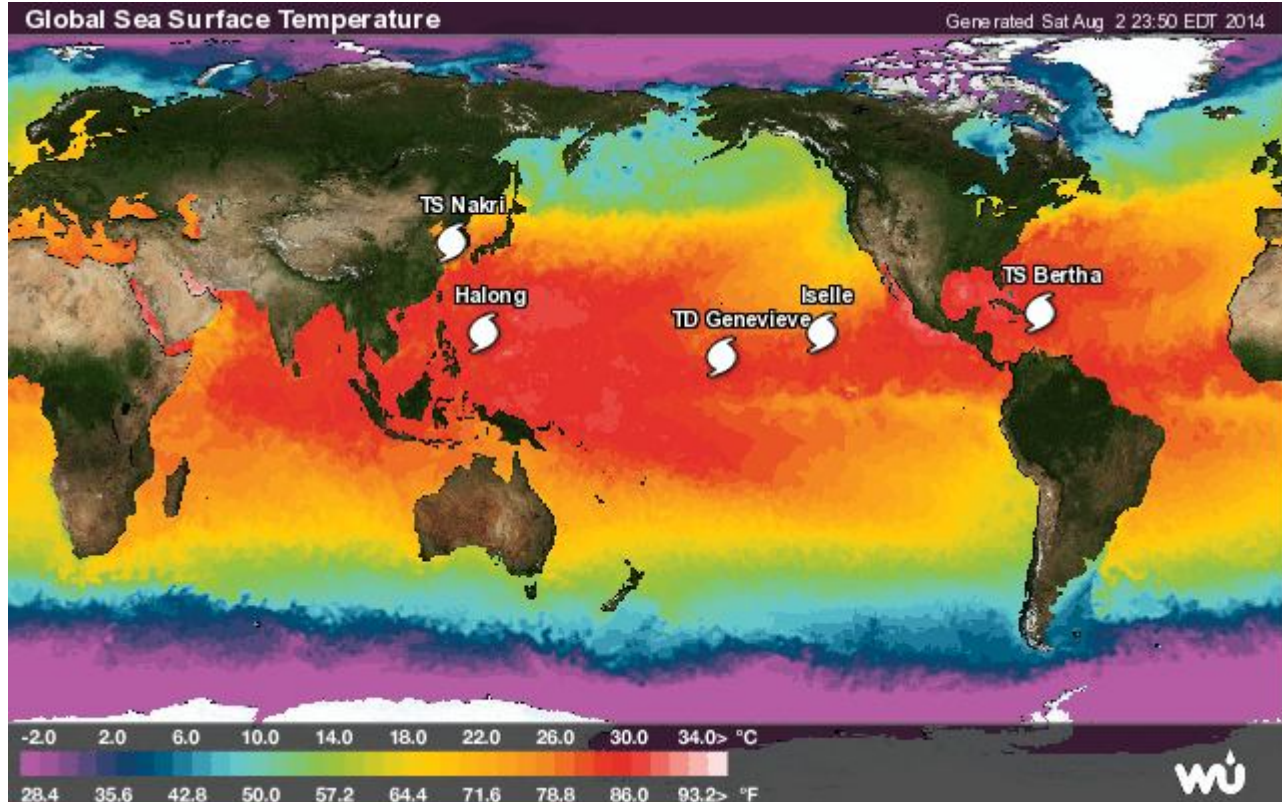 Global Sea Surface Temperature
Generated Sat Aug 2 23:50 EDT 2014
TS Nakri
Halong
TD Genevieve
Iselle
TS Bertha
-2.0 2.0 6.0 10.0 14.0 18.0 22.0 26.0 30.0 34.0> °C
28.4 35.6 42.8 50.0 57.2 64.4 71.6 78.8 86.0 93.2> °F
wu